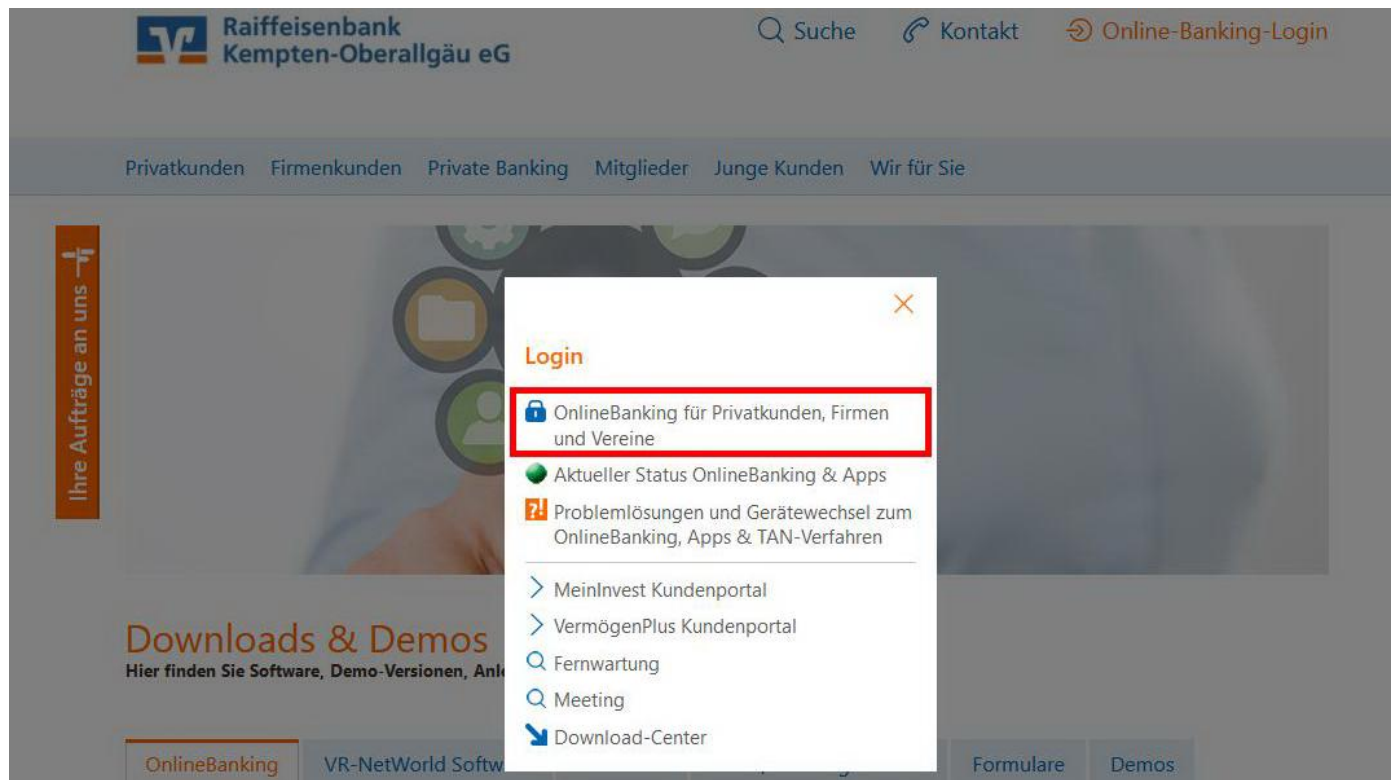 Raiffeisenbank
Kempten-Oberallgäu eG
Suche Kontakt Online-Banking-Login
Privatkunden Firmenkunden Private Banking Mitglieder Junge Kunden Wir für Sie
Ihre Aufträge an uns
Login
OnlineBanking für Privatkunden, Firmen
und Vereine
Aktueller Status OnlineBanking & Apps
?! Problemlösungen und Gerätewechsel zum
OnlineBanking, Apps & TAN-Verfahren
MeinInvest Kundenportal
VermögenPlus Kundenportal
Fernwartung
Meeting
Download-Center
Downloads & Demos
Hier finden Sie Software, Demo-Versionen,
OnlineBanking VR-NetWorld Formulare Demos